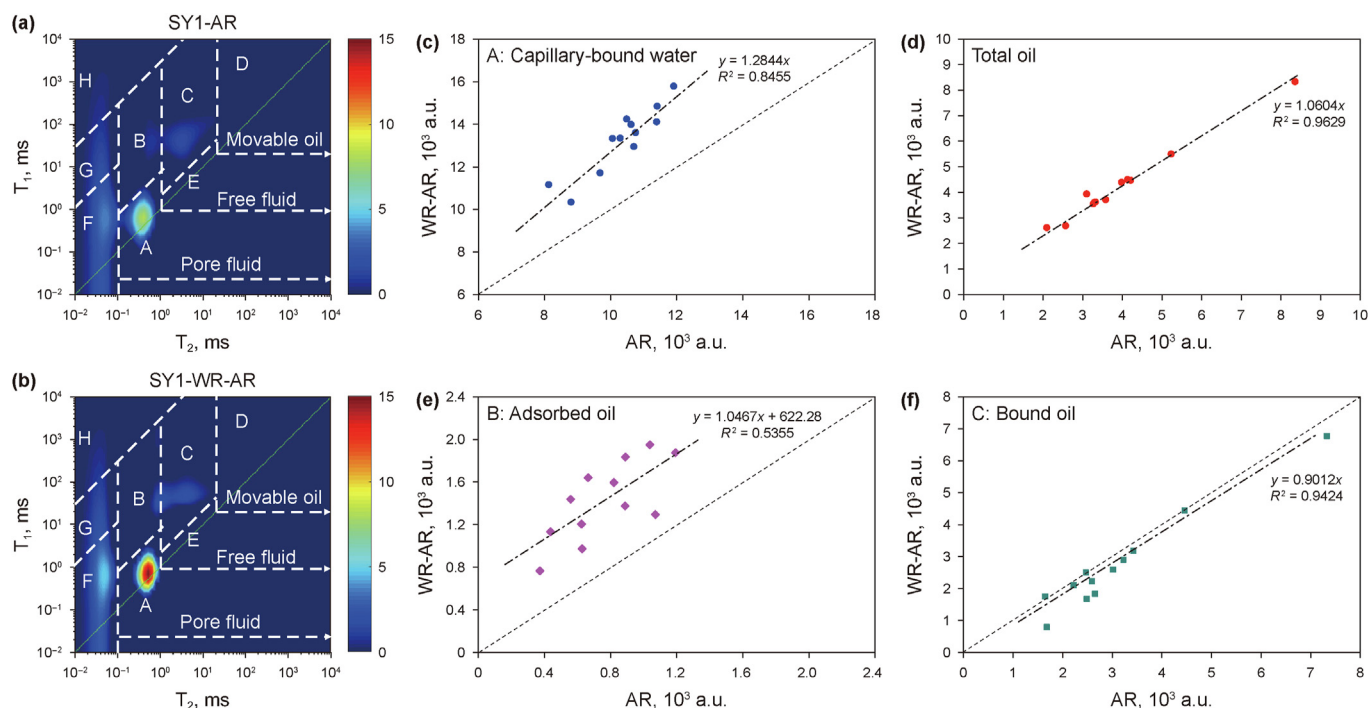 (a)
SY1-AR
10⁴
10³
10²
10¹
10⁰
10⁻¹
10⁻²
T₁, ms
H
D
C
B
Movable oil
G
E
Free fluid
F
A
Pore fluid
10⁻² 10⁻¹ 10⁰ 10¹ 10² 10³ 10⁴
T₂, ms
15
10
5
0
(c)
A: Capillary-bound water
y = 1.2844x
R² = 0.8455
18
16
14
12
10
8
6
WR-AR, 10³ a.u.
6 8 10 12 14 16 18
AR, 10³ a.u.
(d)
Total oil
y = 1.0604x
R² = 0.9629
10
9
8
7
6
5
4
3
2
1
0
WR-AR, 10³ a.u.
0 1 2 3 4 5 6 7 8 9 10
AR, 10³ a.u.
(b)
SY1-WR-AR
10⁴
10³
10²
10¹
10⁰
10⁻¹
10⁻²
T₁, ms
H
D
C
B
Movable oil
G
E
Free fluid
F
A
Pore fluid
10⁻² 10⁻¹ 10⁰ 10¹ 10² 10³ 10⁴
T₂, ms
15
10
5
0
(e)
B: Adsorbed oil
y = 1.0467x + 622.28
R² = 0.5355
2.4
2.0
1.6
1.2
0.8
0.4
0
WR-AR, 10³ a.u.
0 0.4 0.8 1.2 1.6 2.0 2.4
AR, 10³ a.u.
(f)
C: Bound oil
y = 0.9012x
R² = 0.9424
8
7
6
5
4
3
2
1
0
WR-AR, 10³ a.u.
0 1 2 3 4 5 6 7 8
AR, 10³ a.u.